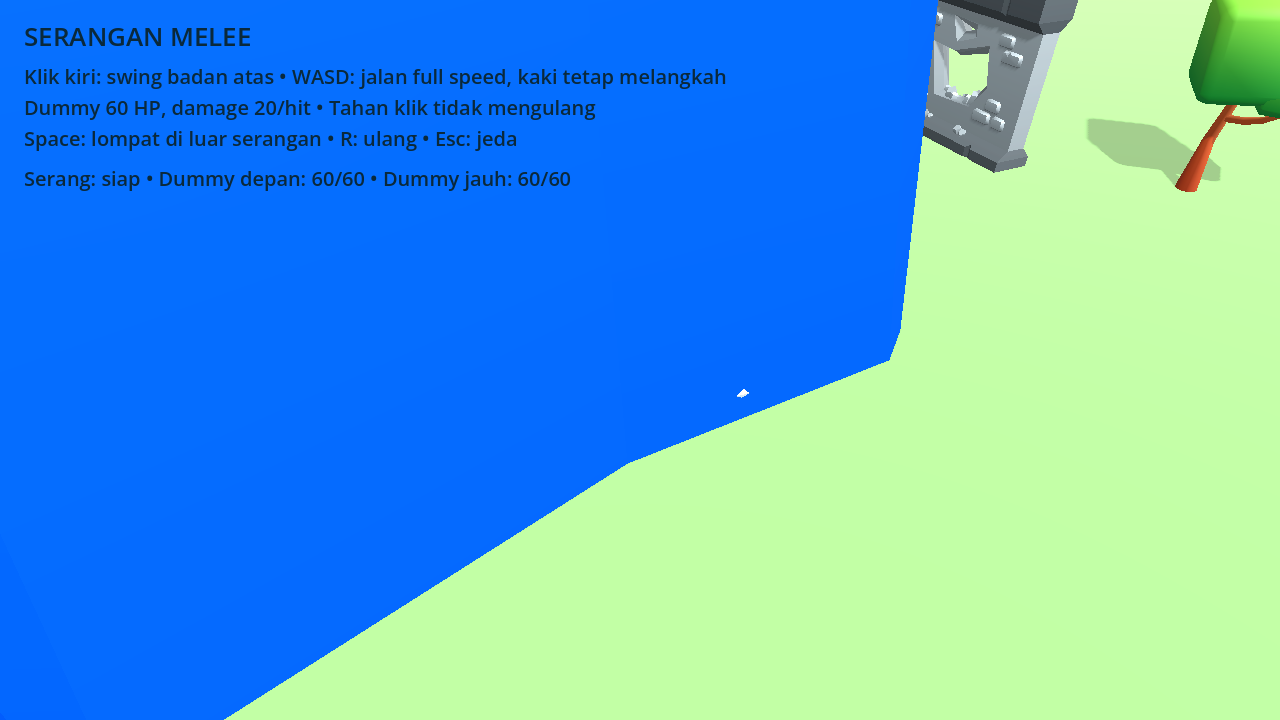 SERANGAN MELEE
Klik kiri: swing badan atas • WASD: jalan full speed, kaki tetap melangkah
Dummy 60 HP, damage 20/hit • Tahan klik tidak mengulang
Space: lompat di luar serangan • R: ulang • Esc: jeda
Serang: siap • Dummy depan: 60/60 • Dummy jauh: 60/60